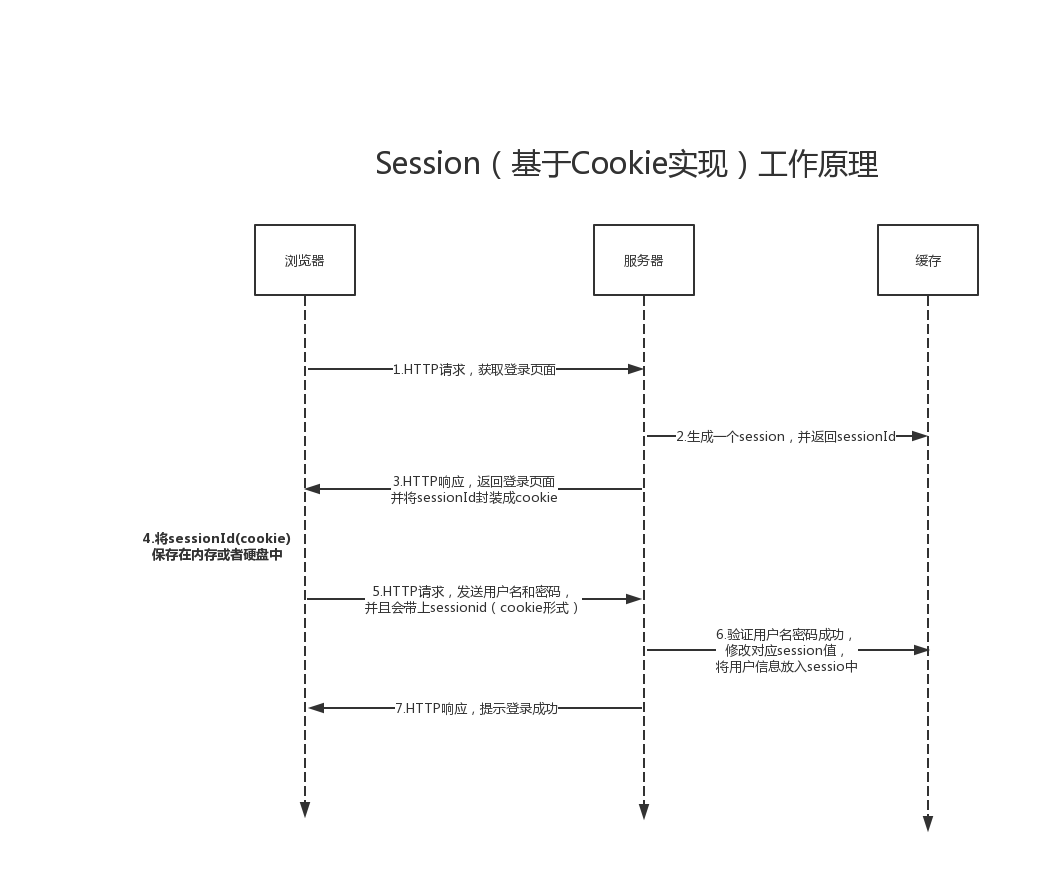 Session（基于Cookie实现）工作原理
浏览器
服务器
缓存
1.HTTP请求，获取登录页面
2.生成一个session，并返回sessionId
3.HTTP响应，返回登录页面
并将sessionId封装成cookie
4.将sessionId(cookie)
保存在内存或者硬盘中
5.HTTP请求，发送用户名和密码，
并且会带上sessionid（cookie形式）
6.验证用户名密码成功，
修改对应session值，
将用户信息放入sessio中
7.HTTP响应，提示登录成功